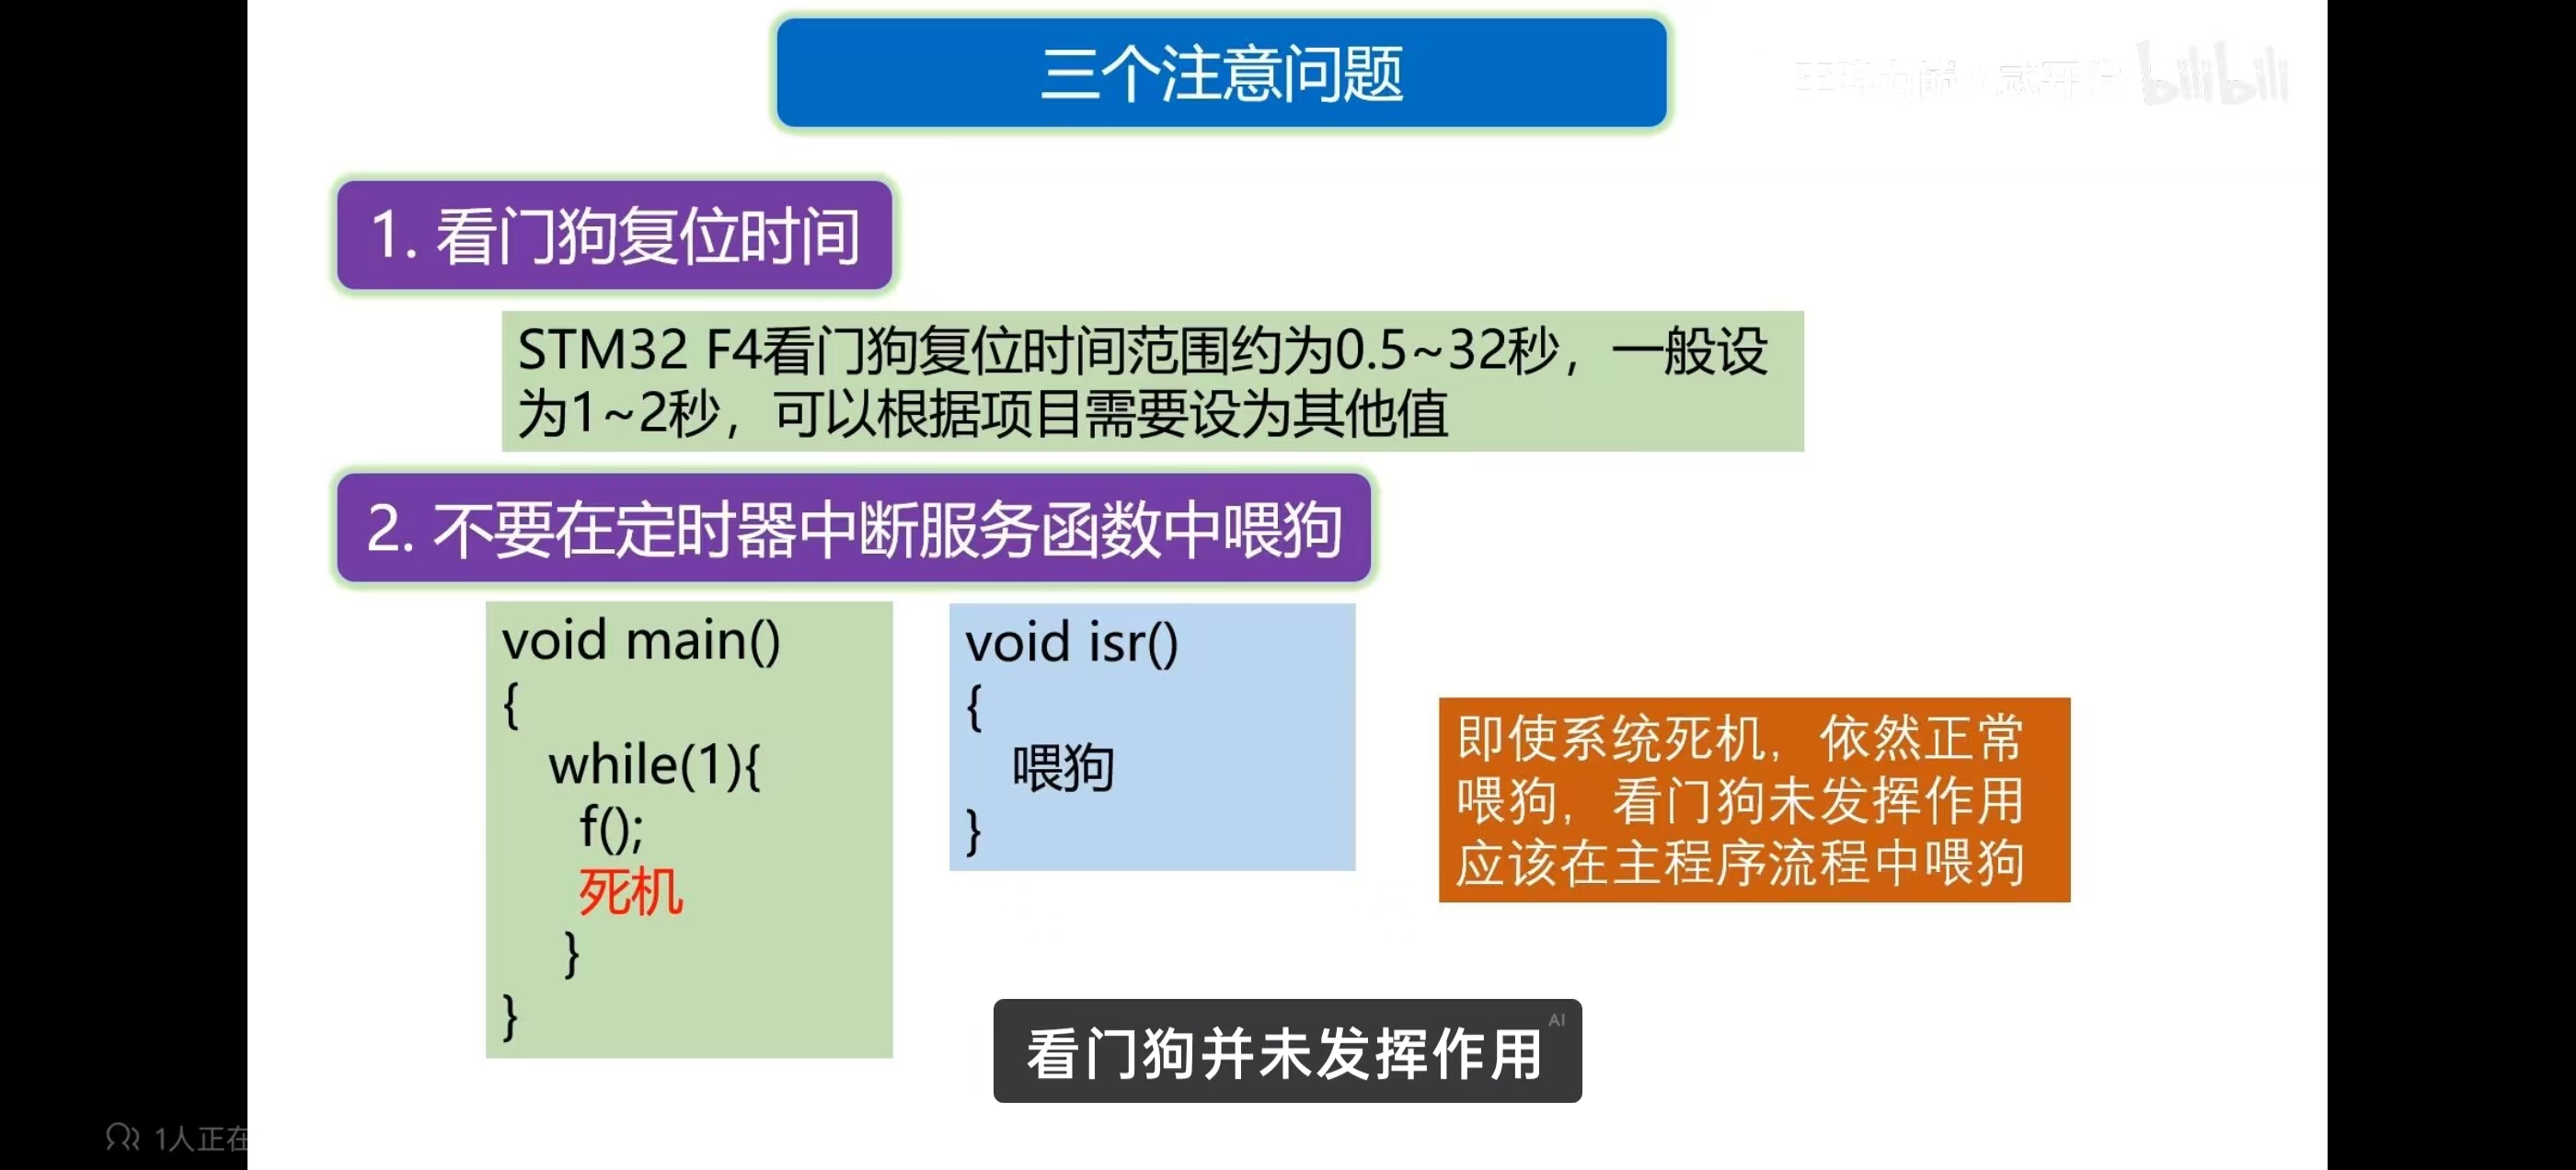 三个注意问题
bilibili
1. 看门狗复位时间
STM32 F4看门狗复位时间范围约为0.5~32秒，一般设
为1~2秒，可以根据项目需要设为其他值
2. 不要在定时器中断服务函数中喂狗
void main()
{
while(1){
f();
死机
}
}
void isr()
{
喂狗
}
即使系统死机，依然正常
喂狗，看门狗未发挥作用
应该在主程序流程中喂狗
看门狗并未发挥作用
AI
1人正在